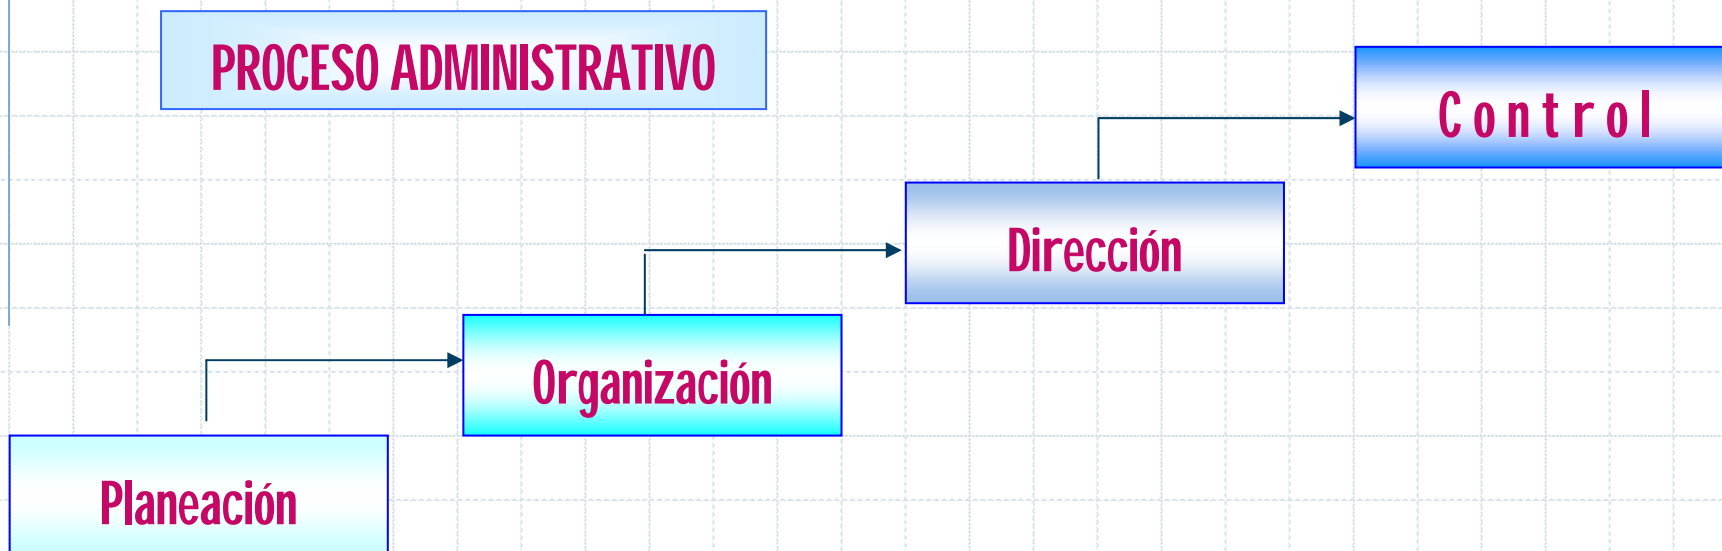 PROCESO ADMINISTRATIVO
Control
Dirección
Organización
Planeación